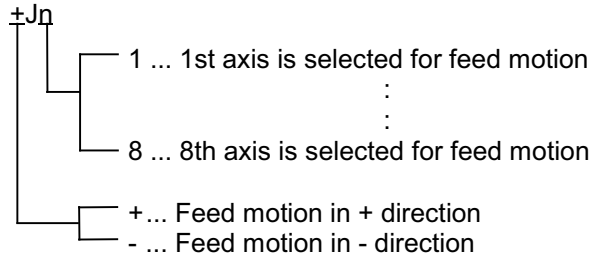 +Jn
1 ... 1st axis is selected for feed motion
:
:
8 ... 8th axis is selected for feed motion
+... Feed motion in + direction
- ... Feed motion in - direction